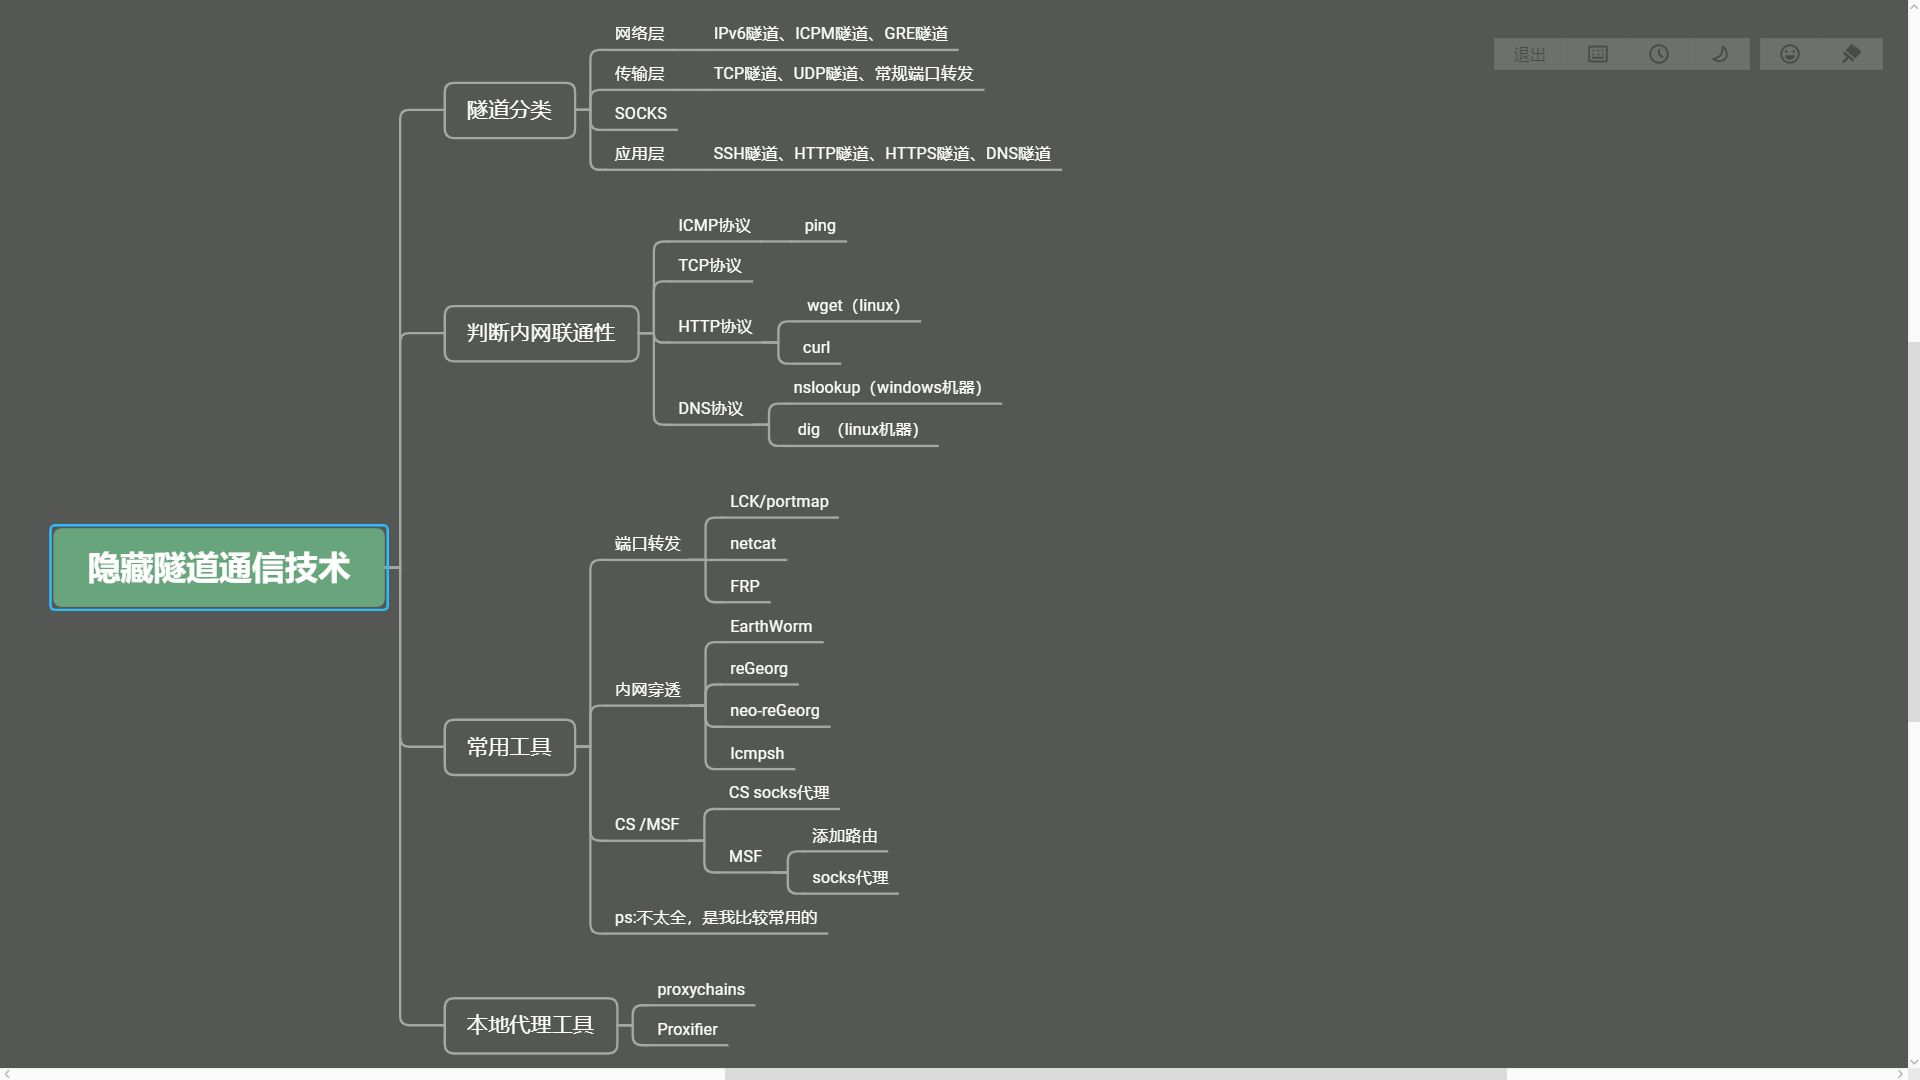 网络层 IPv6隧道、ICPM隧道、GRE隧道
退出
传输层 TCP隧道、UDP隧道、常规端口转发
隧道分类
SOCKS
应用层 SSH隧道、HTTP隧道、HTTPS隧道、DNS隧道
ICMP协议 ping
TCP协议
wget（linux）
判断内网联通性
HTTP协议
curl
nslookup（windows机器）
DNS协议
dig （linux机器）
LCK/portmap
端口转发
netcat
隐藏隧道通信技术
FRP
EarthWorm
reGeorg
内网穿透
neo-reGeorg
常用工具
Icmpsh
CS socks代理
CS /MSF
添加路由
MSF
socks代理
ps:不太全，是我比较常用的
proxychains
本地代理工具
Proxifier